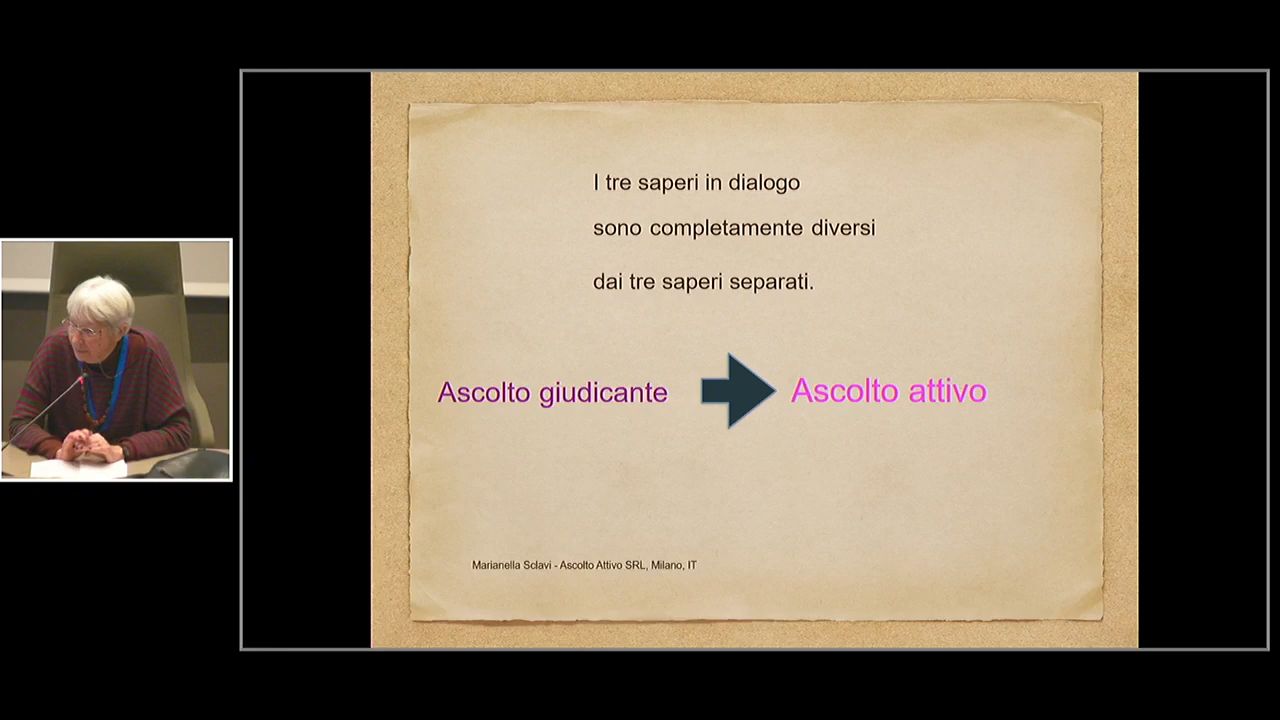 I tre saperi in dialogo
sono completamente diversi
dai tre saperi separati.
Ascolto giudicante
Ascolto attivo
Marianella Sclavi - Ascolto Attivo SRL, Milano, IT